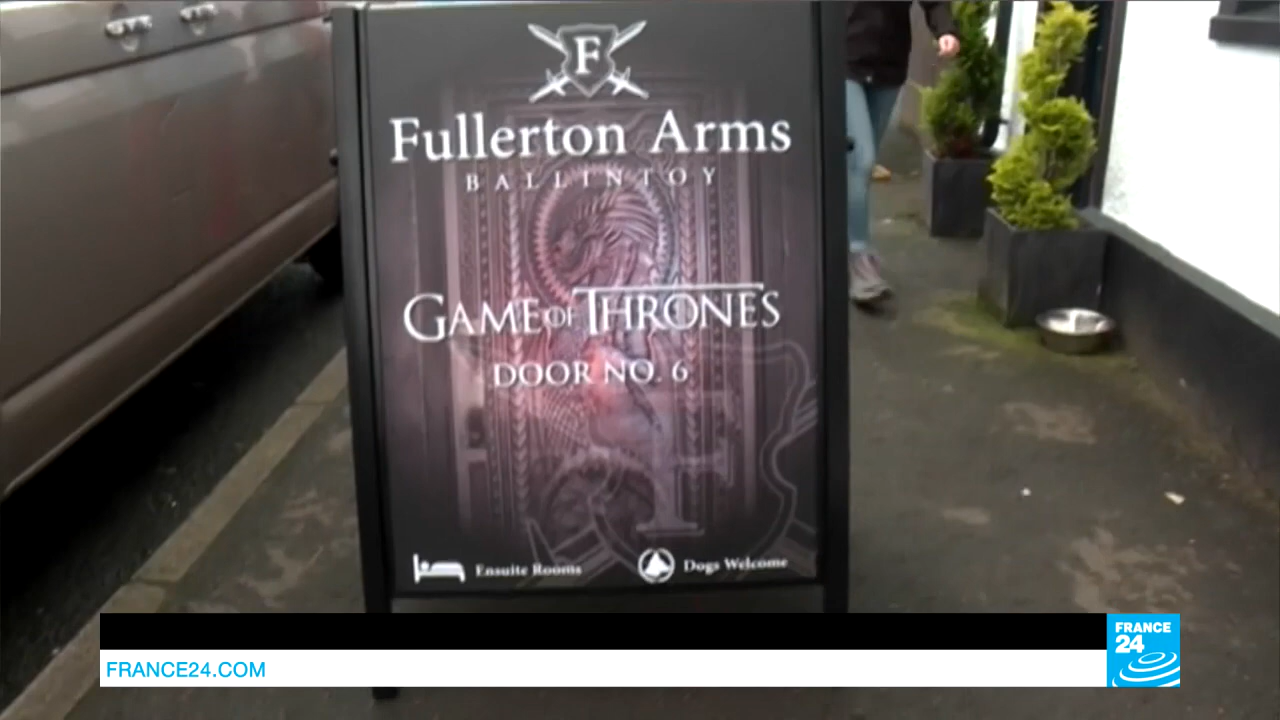 F
Fullerton Arms
BALLINTOY
GAME OF THRONES
DOOR NO. 6
F
Ensuite Rooms
Dogs Welcome
FRANCE
24
FRANCE24.COM